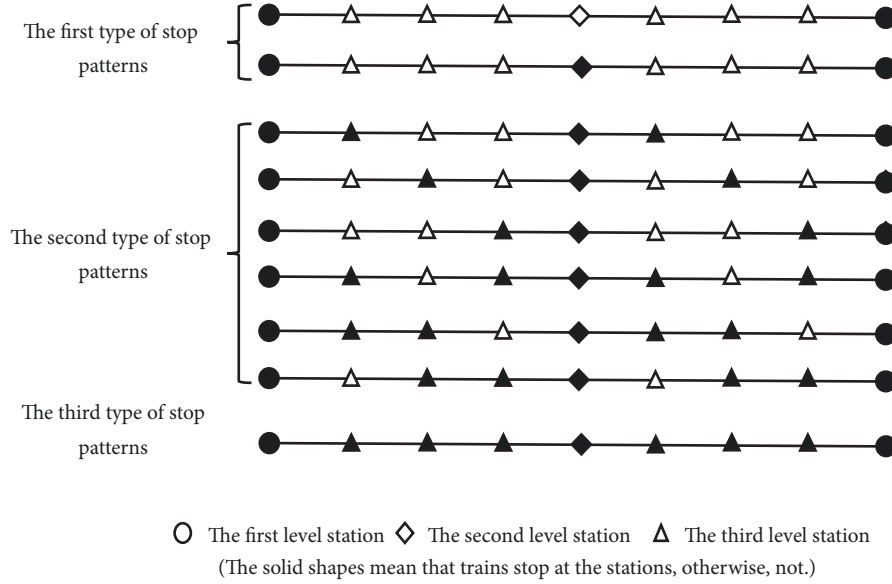 The first type of stop
patterns
The second type of stop
patterns
The third type of stop
patterns
The first level station
The second level station
The third level station
(The solid shapes mean that trains stop at the stations, otherwise, not.)